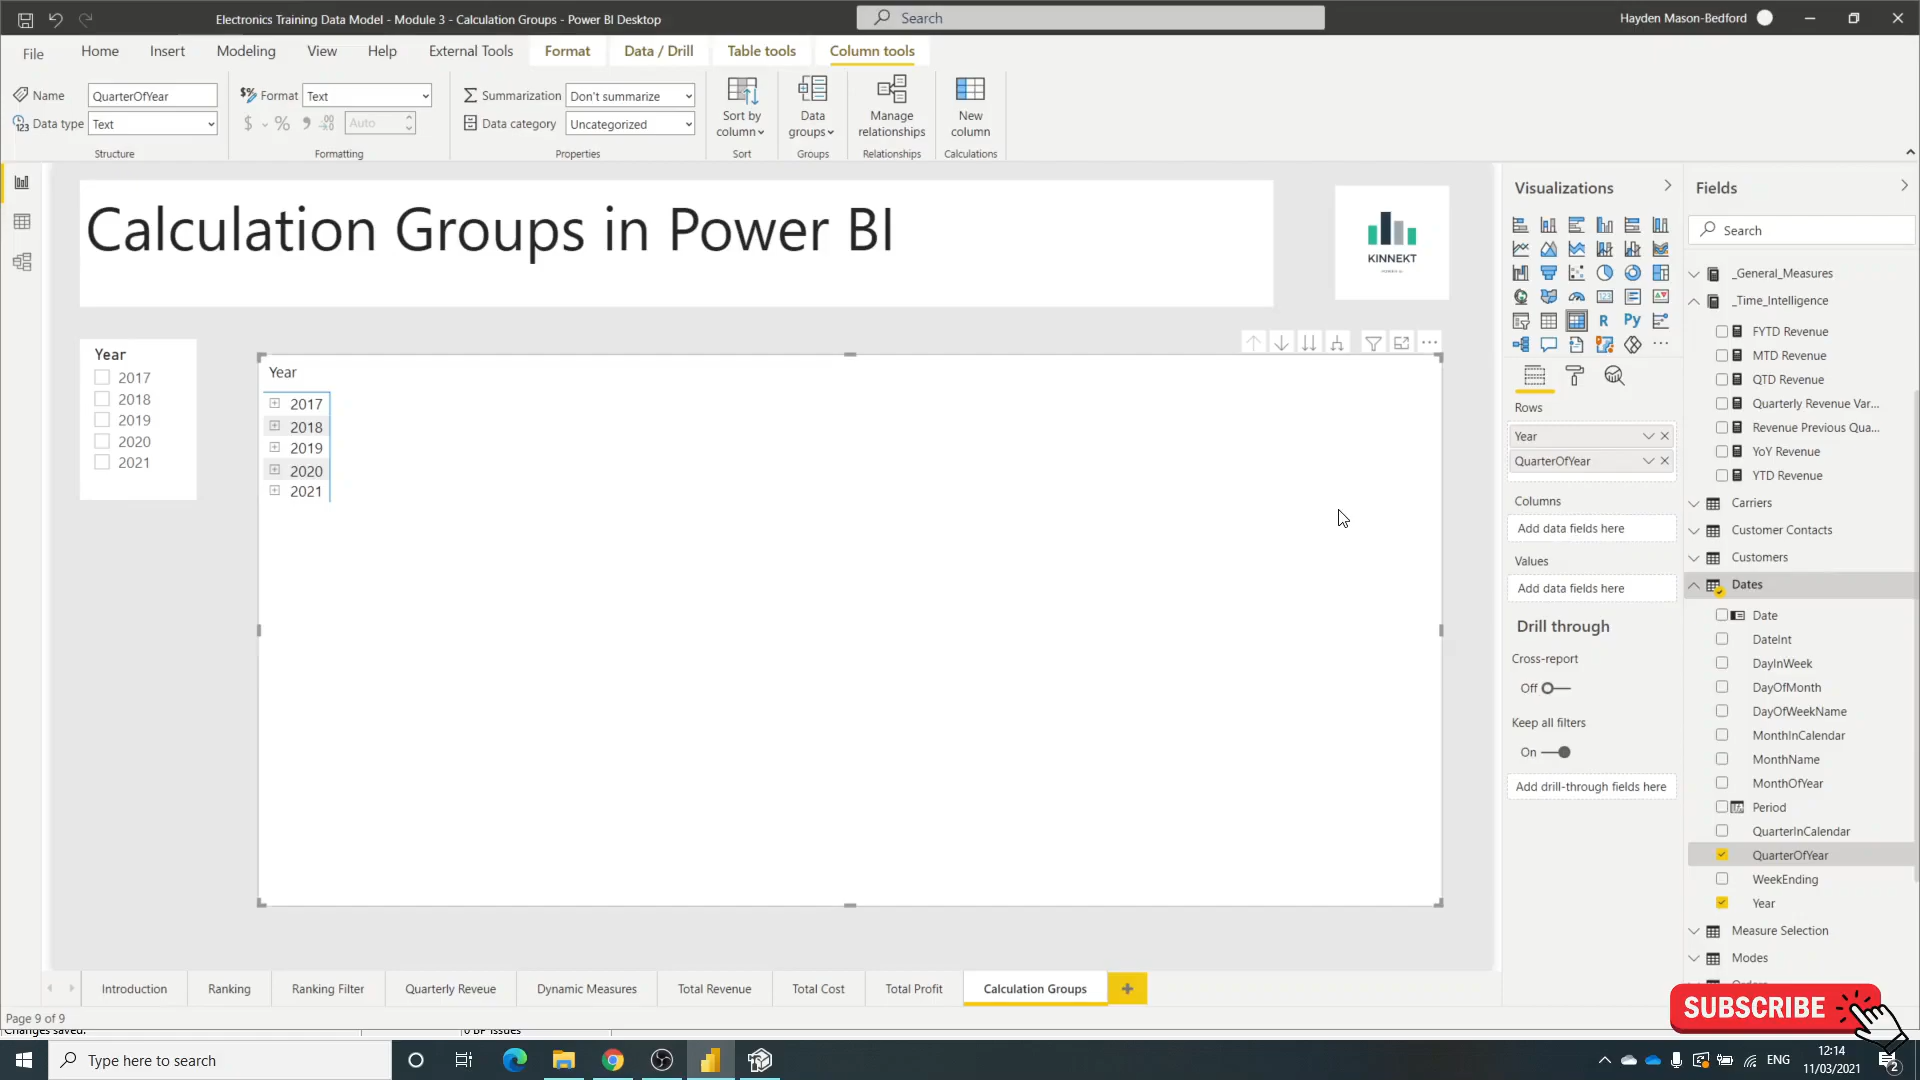 Electronics Training Data Model - Module 3 - Calculation Groups - Power BI Desktop
Search
Hayden Mason-Bedford
File
Home
Insert
Modeling
View
Help
External Tools
Format
Data / Drill
Table tools
Column tools
Name
QuarterOfYear
Format
Text
Summarization
Don't summarize
Data type
Text
$
%
Auto
Data category
Uncategorized
Sort by
column
Data
groups
Manage
relationships
New
column
Structure
Formatting
Properties
Sort
Groups
Relationships
Calculations
Calculation Groups in Power BI
KINNEKT
Year
2017
2018
2019
2020
2021
Year
2017
2018
2019
2020
2021
Visualizations
R
Py
Rows
Year
QuarterOfYear
Columns
Add data fields here
Values
Add data fields here
Drill through
Cross-report
Off
Keep all filters
On
Add drill-through fields here
Fields
Search
_General_Measures
_Time_Intelligence
FYTD Revenue
MTD Revenue
QTD Revenue
Quarterly Revenue Var...
Revenue Previous Qua...
YoY Revenue
YTD Revenue
Carriers
Customer Contacts
Customers
Dates
Date
DateInt
DayInWeek
DayOfMonth
DayOfWeekName
MonthInCalendar
MonthName
MonthOfYear
Period
QuarterInCalendar
QuarterOfYear
WeekEnding
Year
Measure Selection
Modes
SUBSCRIBE
Introduction
Ranking
Ranking Filter
Quarterly Reveue
Dynamic Measures
Total Revenue
Total Cost
Total Profit
Calculation Groups
Page 9 of 9
Changes saved.
0 BP issues
Type here to search
ENG
12:14
11/03/2021
2